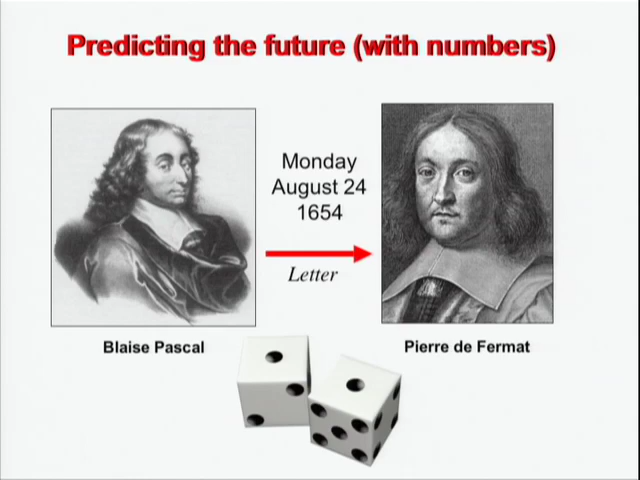 Predicting the future (with numbers)
Monday
August 24
1654
Letter
Blaise Pascal
Pierre de Fermat